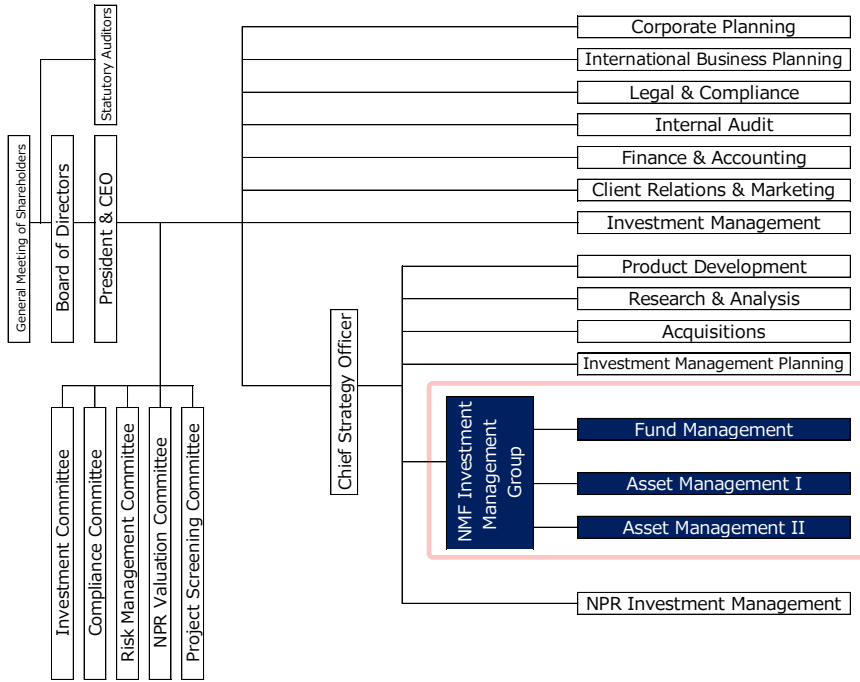 General Meeting of Shareholders
Statutory Auditors
Board of Directors
President & CEO
Corporate Planning
International Business Planning
Legal & Compliance
Internal Audit
Finance & Accounting
Client Relations & Marketing
Investment Management
Chief Strategy Officer
Product Development
Research & Analysis
Acquisitions
Investment Management Planning
NMF Investment
Management
Group
Fund Management
Asset Management I
Asset Management II
NPR Investment Management
Investment Committee
Compliance Committee
Risk Management Committee
NPR Valuation Committee
Project Screening Committee